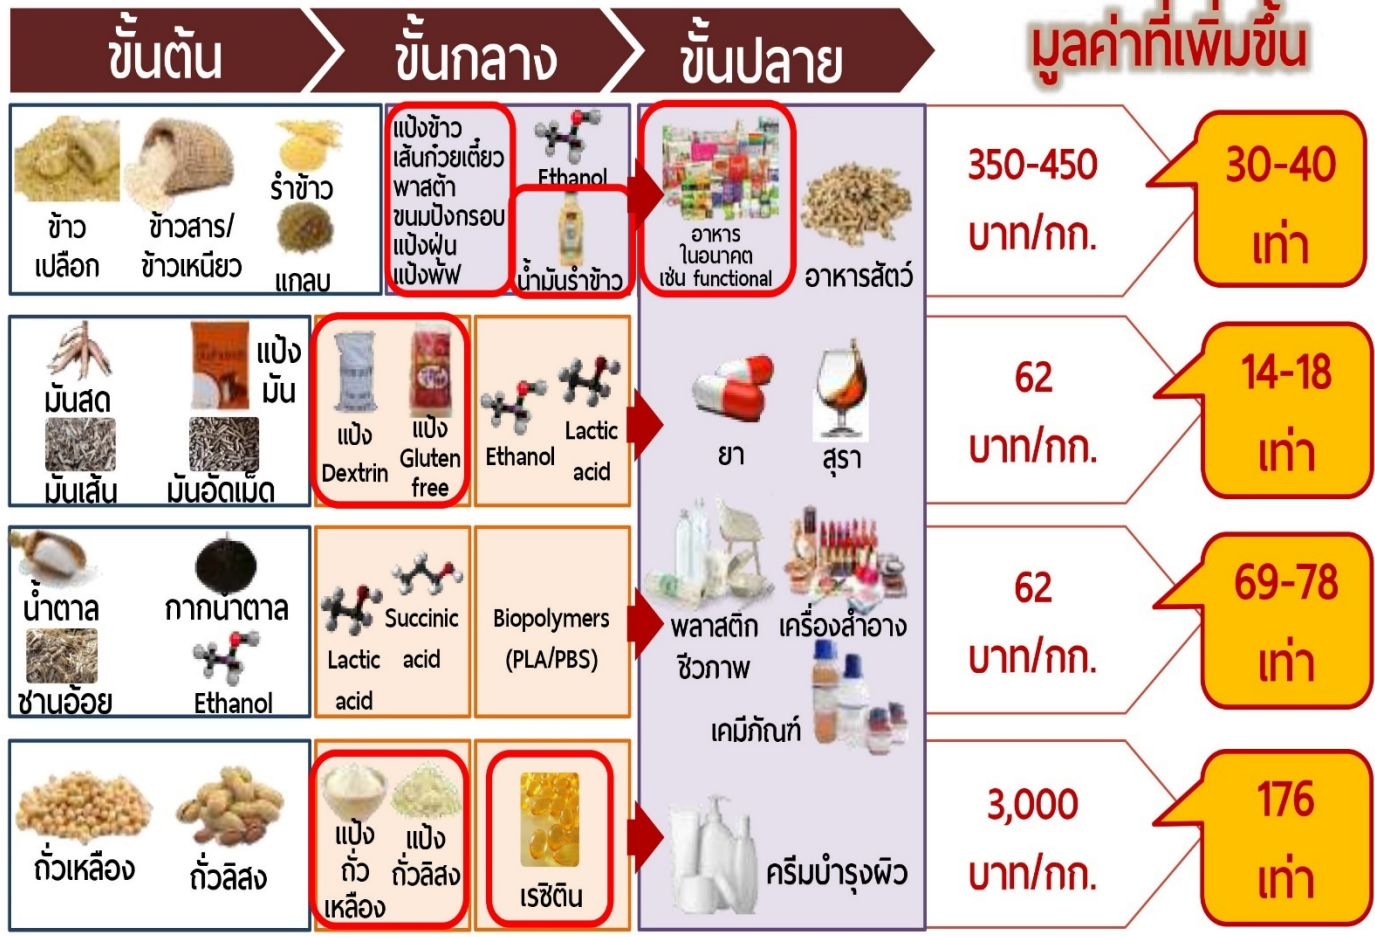 ขั้นต้น
ขั้นกลาง
ขั้นปลาย
มูลค่าที่เพิ่มขึ้น
ข้าว
เปลือก
ข้าวสาร/
ข้าวเหนียว
รำข้าว
แกลบ
แป้งข้าว
เส้นก๋วยเตี๋ยว
พาสต้า
ขนมปังกรอบ
แป้งฝุ่น
แป้งพัฟ
Ethanol
น้ำมันรำข้าว
อาหาร
ในอนาคต
เช่น functional
อาหารสัตว์
350-450
บาท/กก.
30-40
เท่า
มันสด
แป้ง
มัน
มันเส้น
มันอัดเม็ด
แป้ง
Dextrin
แป้ง
Gluten
free
Ethanol
Lactic
acid
ยา
สุรา
62
บาท/กก.
14-18
เท่า
น้ำตาล
กากน้ำตาล
ชานอ้อย
Ethanol
Lactic
acid
Succinic
acid
Biopolymers
(PLA/PBS)
พลาสติก
ชีวภาพ
เครื่องสำอาง
เคมีภัณฑ์
62
บาท/กก.
69-78
เท่า
ถั่วเหลือง
ถั่วลิสง
แป้ง
ถั่ว
เหลือง
แป้ง
ถั่วลิสง
เรซิติน
ครีมบำรุงผิว
3,000
บาท/กก.
176
เท่า